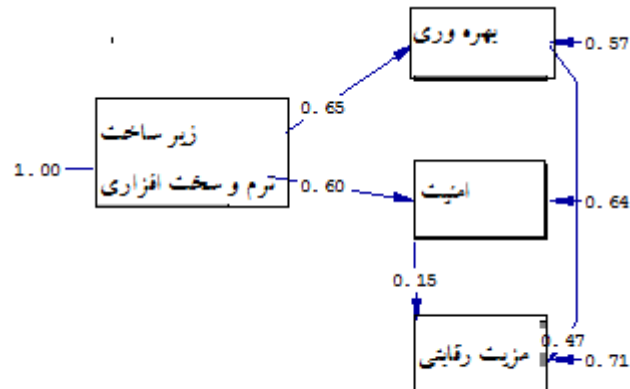 بهره وری
0.57
0.65
زیر ساخت
نرم و سخت افزاری
1.00
0.60
امنیت
0.64
0.15
0.47
مزیت رقابتی
0.71